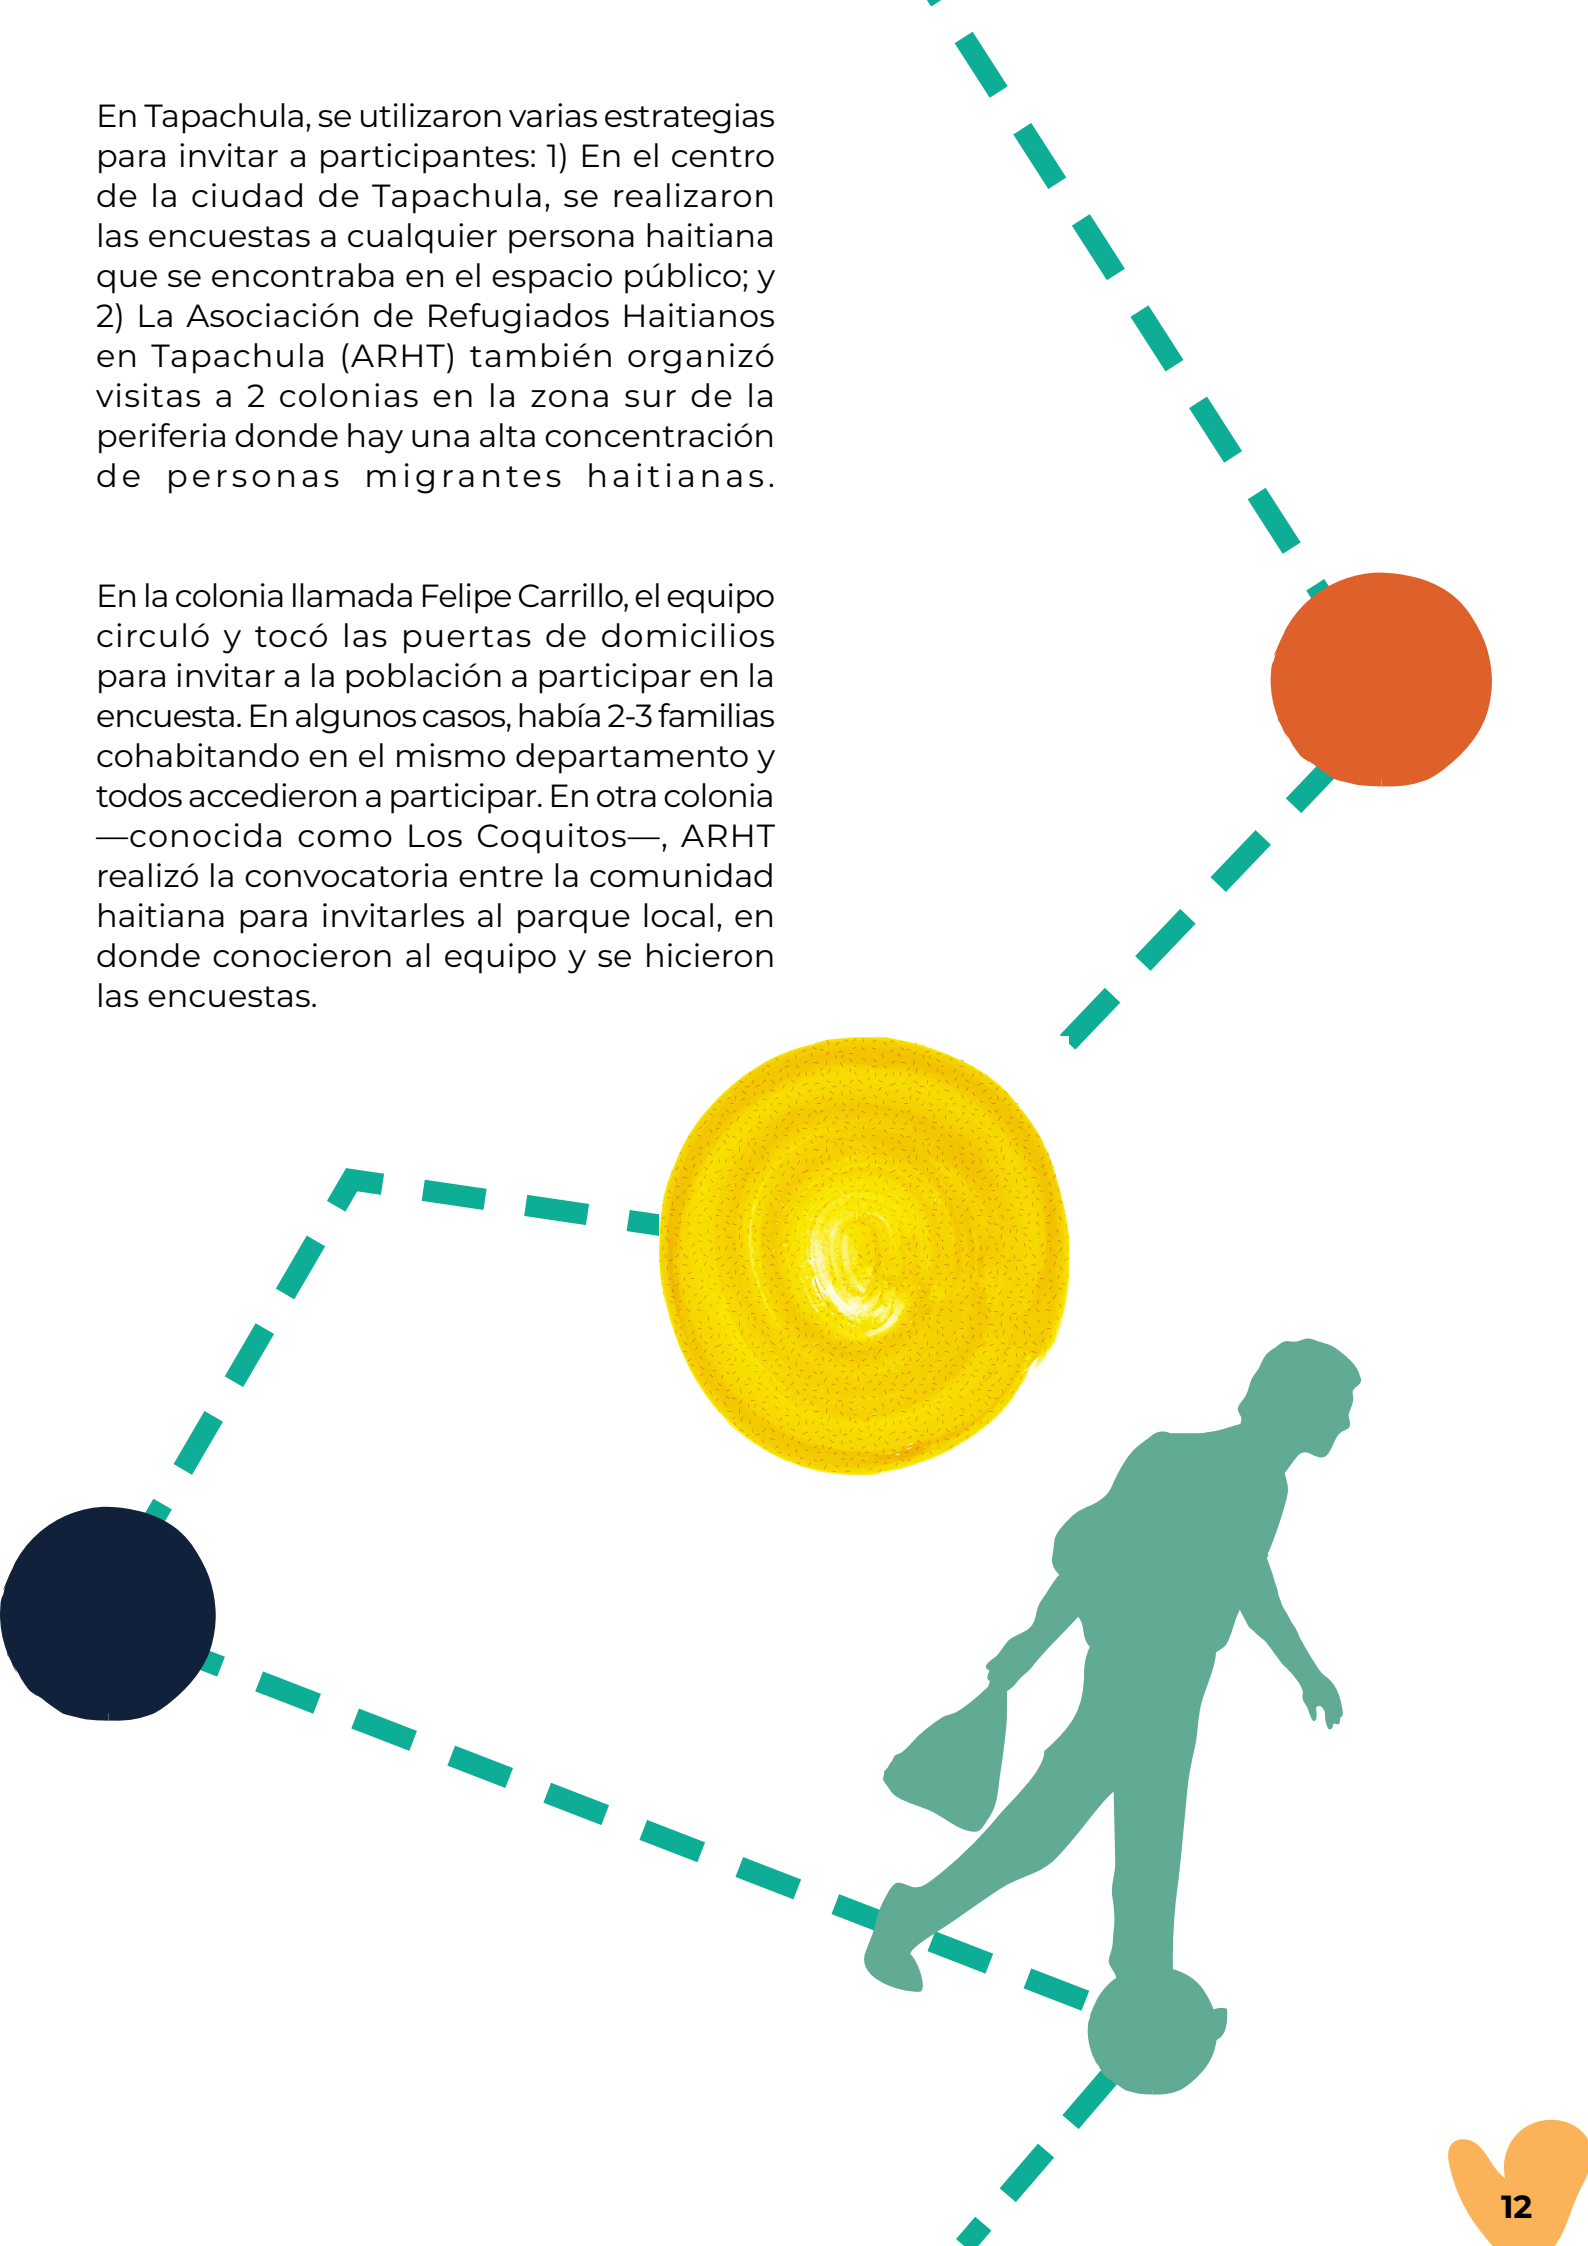 En Tapachula, se utilizaron varias estrategias
para invitar a participantes: 1) En el centro
de la ciudad de Tapachula, se realizaron
las encuestas a cualquier persona haitiana
que se encontraba en el espacio público; y
2) La Asociación de Refugiados Haitianos
en Tapachula (ARHT) también organizó
visitas a 2 colonias en la zona sur de la
periferia donde hay una alta concentración
de personas migrantes haitianas.
En la colonia llamada Felipe Carrillo, el equipo
circuló y tocó las puertas de domicilios
para invitar a la población a participar en la
encuesta. En algunos casos, había 2-3 familias
cohabitando en el mismo departamento y
todos accedieron a participar. En otra colonia
—conocida como Los Coquitos—, ARHT
realizó la convocatoria entre la comunidad
haitiana para invitarles al parque local, en
donde conocieron al equipo y se hicieron
las encuestas.
12